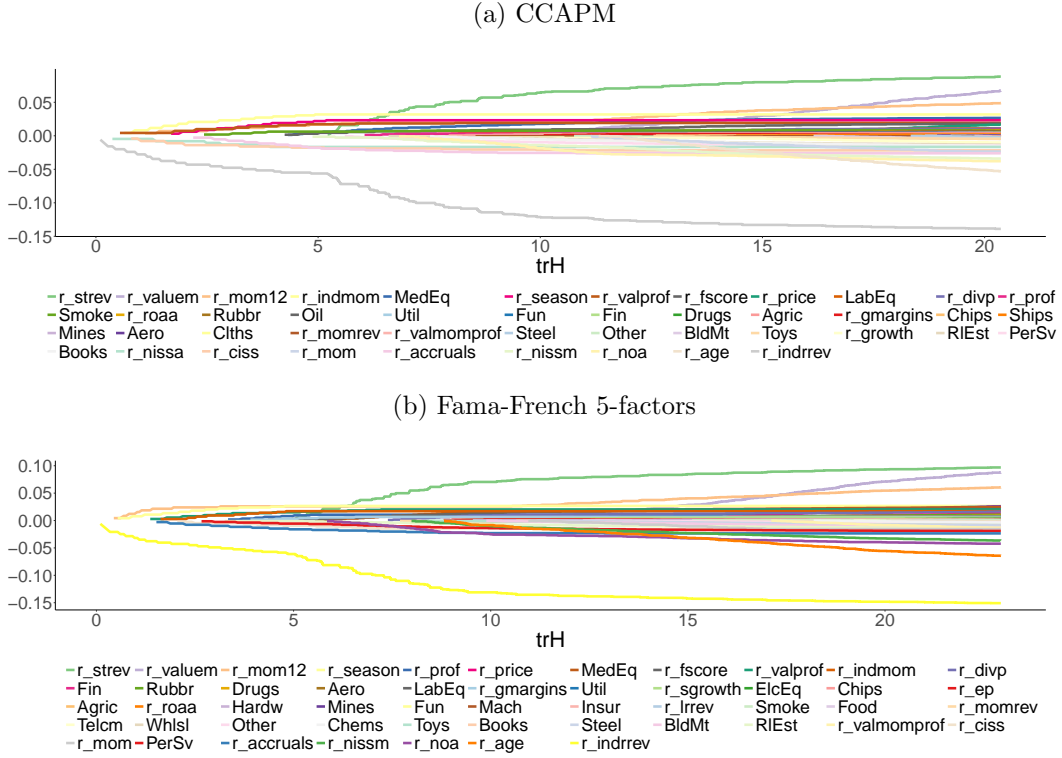 (a) CCAPM
0.05
0.00
−0.05
−0.10
−0.15
0 5 10 15 20
trH
r_strev r_valuem r_mom12 r_indmom MedEq r_season r_valprof r_fscore r_price LabEq r_divp r_prof
Smoke r_roaa Rubbr Oil Util Fun Fin Drugs Agric r_gmargins Chips Ships
Mines Aero Clths r_momrev r_valmomprof Steel Other BldMt Toys r_growth RlEst PerSv
Books r_nissa r_ciss r_mom r_accruals r_nissm r_noa r_age r_indrrev
(b) Fama-French 5-factors
0.10
0.05
0.00
−0.05
−0.10
−0.15
0 5 10 15 20
trH
r_strev r_valuem r_mom12 r_season r_prof r_price MedEq r_fscore r_valprof r_indmom r_divp
Fin Rubbr Drugs Aero LabEq r_gmargins Util r_sgrowth ElcEq Chips r_ep
Agric r_roaa Hardw Mines Fun Mach Insur r_lrrev Smoke Food r_momrev
Telcm Whlsl Other Chems Toys Books Steel BldMt RlEst r_valmomprof r_ciss
r_mom PerSv r_accruals r_nissm r_noa r_age r_indrrev